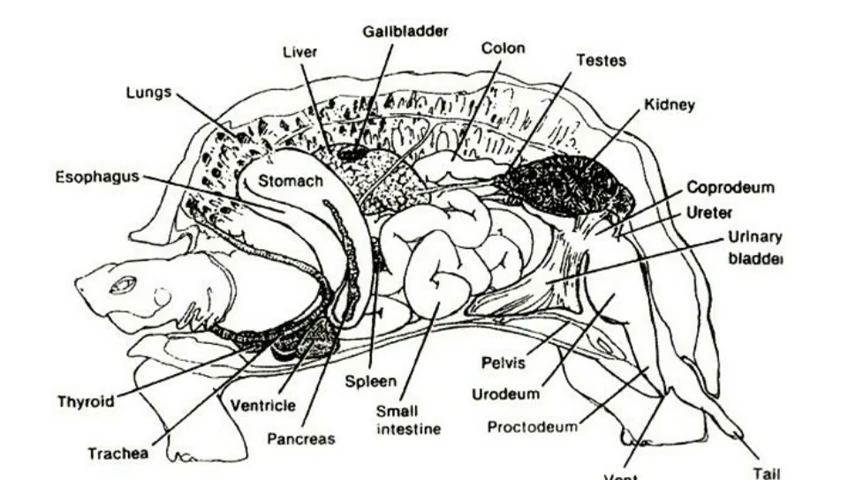 Gallbladder
Liver
Colon
Testes
Lungs
Kidney
Esophagus
Stomach
Coprodeum
Ureter
Urinary
bladder
Pelvis
Spleen
Urodeum
Thyroid
Ventricle
Small
intestine
Proctodeum
Pancreas
Trachea
Vent
Tail